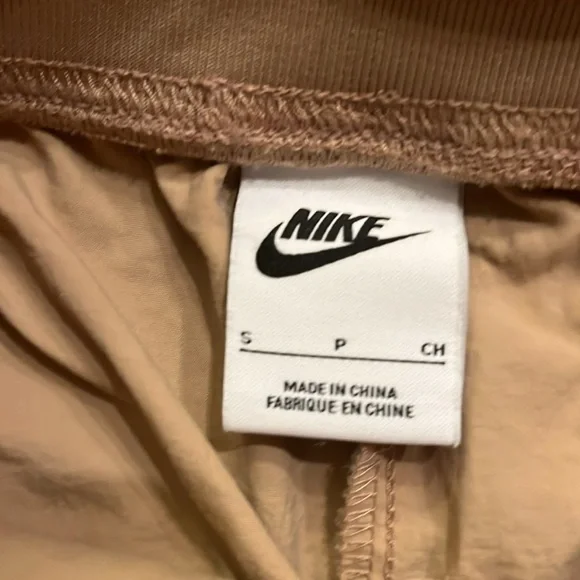 NIKE
S P CH
MADE IN CHINA
FABRIQUE EN CHINE